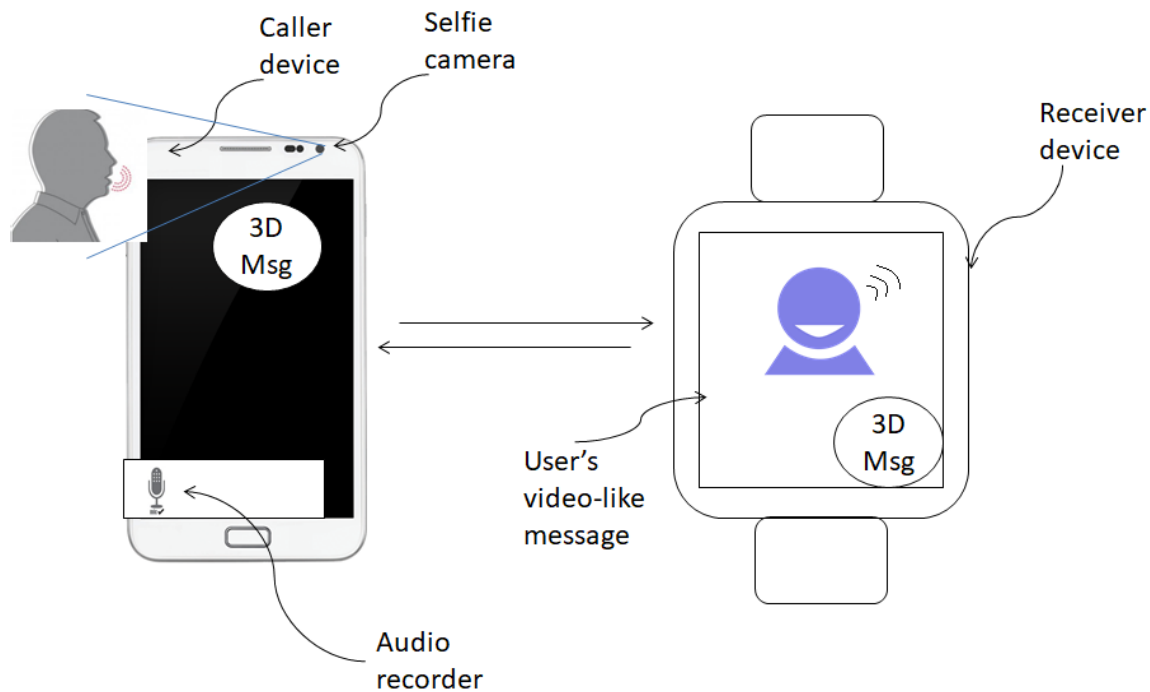 Caller
device
Selfie
camera
Receiver
device
3D
Msg
3D
Msg
User’s
video-like
message
Audio
recorder